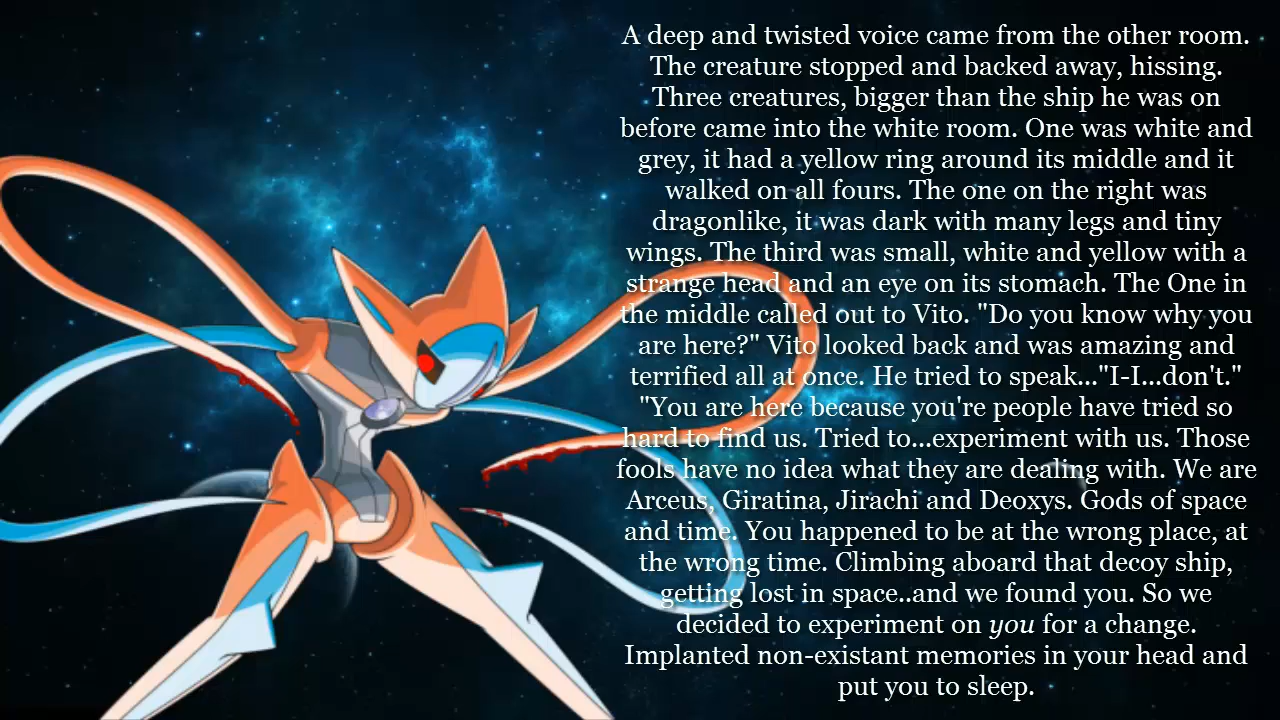 A deep and twisted voice came from the other room.
The creature stopped and backed away, hissing.
Three creatures, bigger than the ship he was on
before came into the white room. One was white and
grey, it had a yellow ring around its middle and it
walked on all fours. The one on the right was
dragonlike, it was dark with many legs and tiny
wings. The third was small, white and yellow with a
strange head and an eye on its stomach. The One in
the middle called out to Vito. "Do you know why you
are here?" Vito looked back and was amazing and
terrified all at once. He tried to speak..."I-I...don't."
"You are here because you're people have tried so
hard to find us. Tried to...experiment with us. Those
fools have no idea what they are dealing with. We are
Arceus, Giratina, Jirachi and Deoxys. Gods of space
and time. You happened to be at the wrong place, at
the wrong time. Climbing aboard that decoy ship,
getting lost in space..and we found you. So we
decided to experiment on you for a change.
Implanted non-existant memories in your head and
put you to sleep.